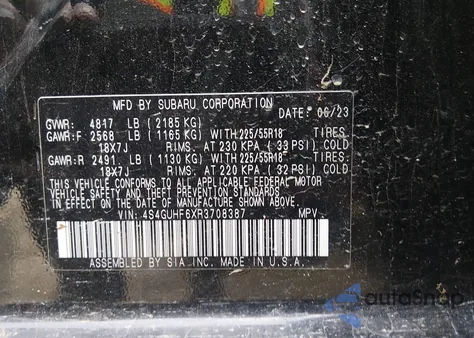 MFD BY SUBARU CORPORATION
DATE: 06/23
GVWR: 4817 LB (2185 KG)
GAWR:F 2568 LB (1165 KG) WITH 225/55R18 TIRES.
18X7J RIMS. AT 230 KPA (33 PSI) COLD
GAWR:R 2491 LB (1130 KG) WITH 225/55R18 TIRES.
18X7J RIMS. AT 220 KPA (32 PSI) COLD
THIS VEHICLE CONFORMS TO ALL APPLICABLE FEDERAL MOTOR
VEHICLE SAFETY STANDARDS IN EFFECT ON THE
DATE OF MANUFACTURE SHOWN ABOVE.
VIN: 4S4GUHF6XR3708387 MPV
ASSEMBLED BY SIA INC. MADE IN U.S.A.
autoSnap